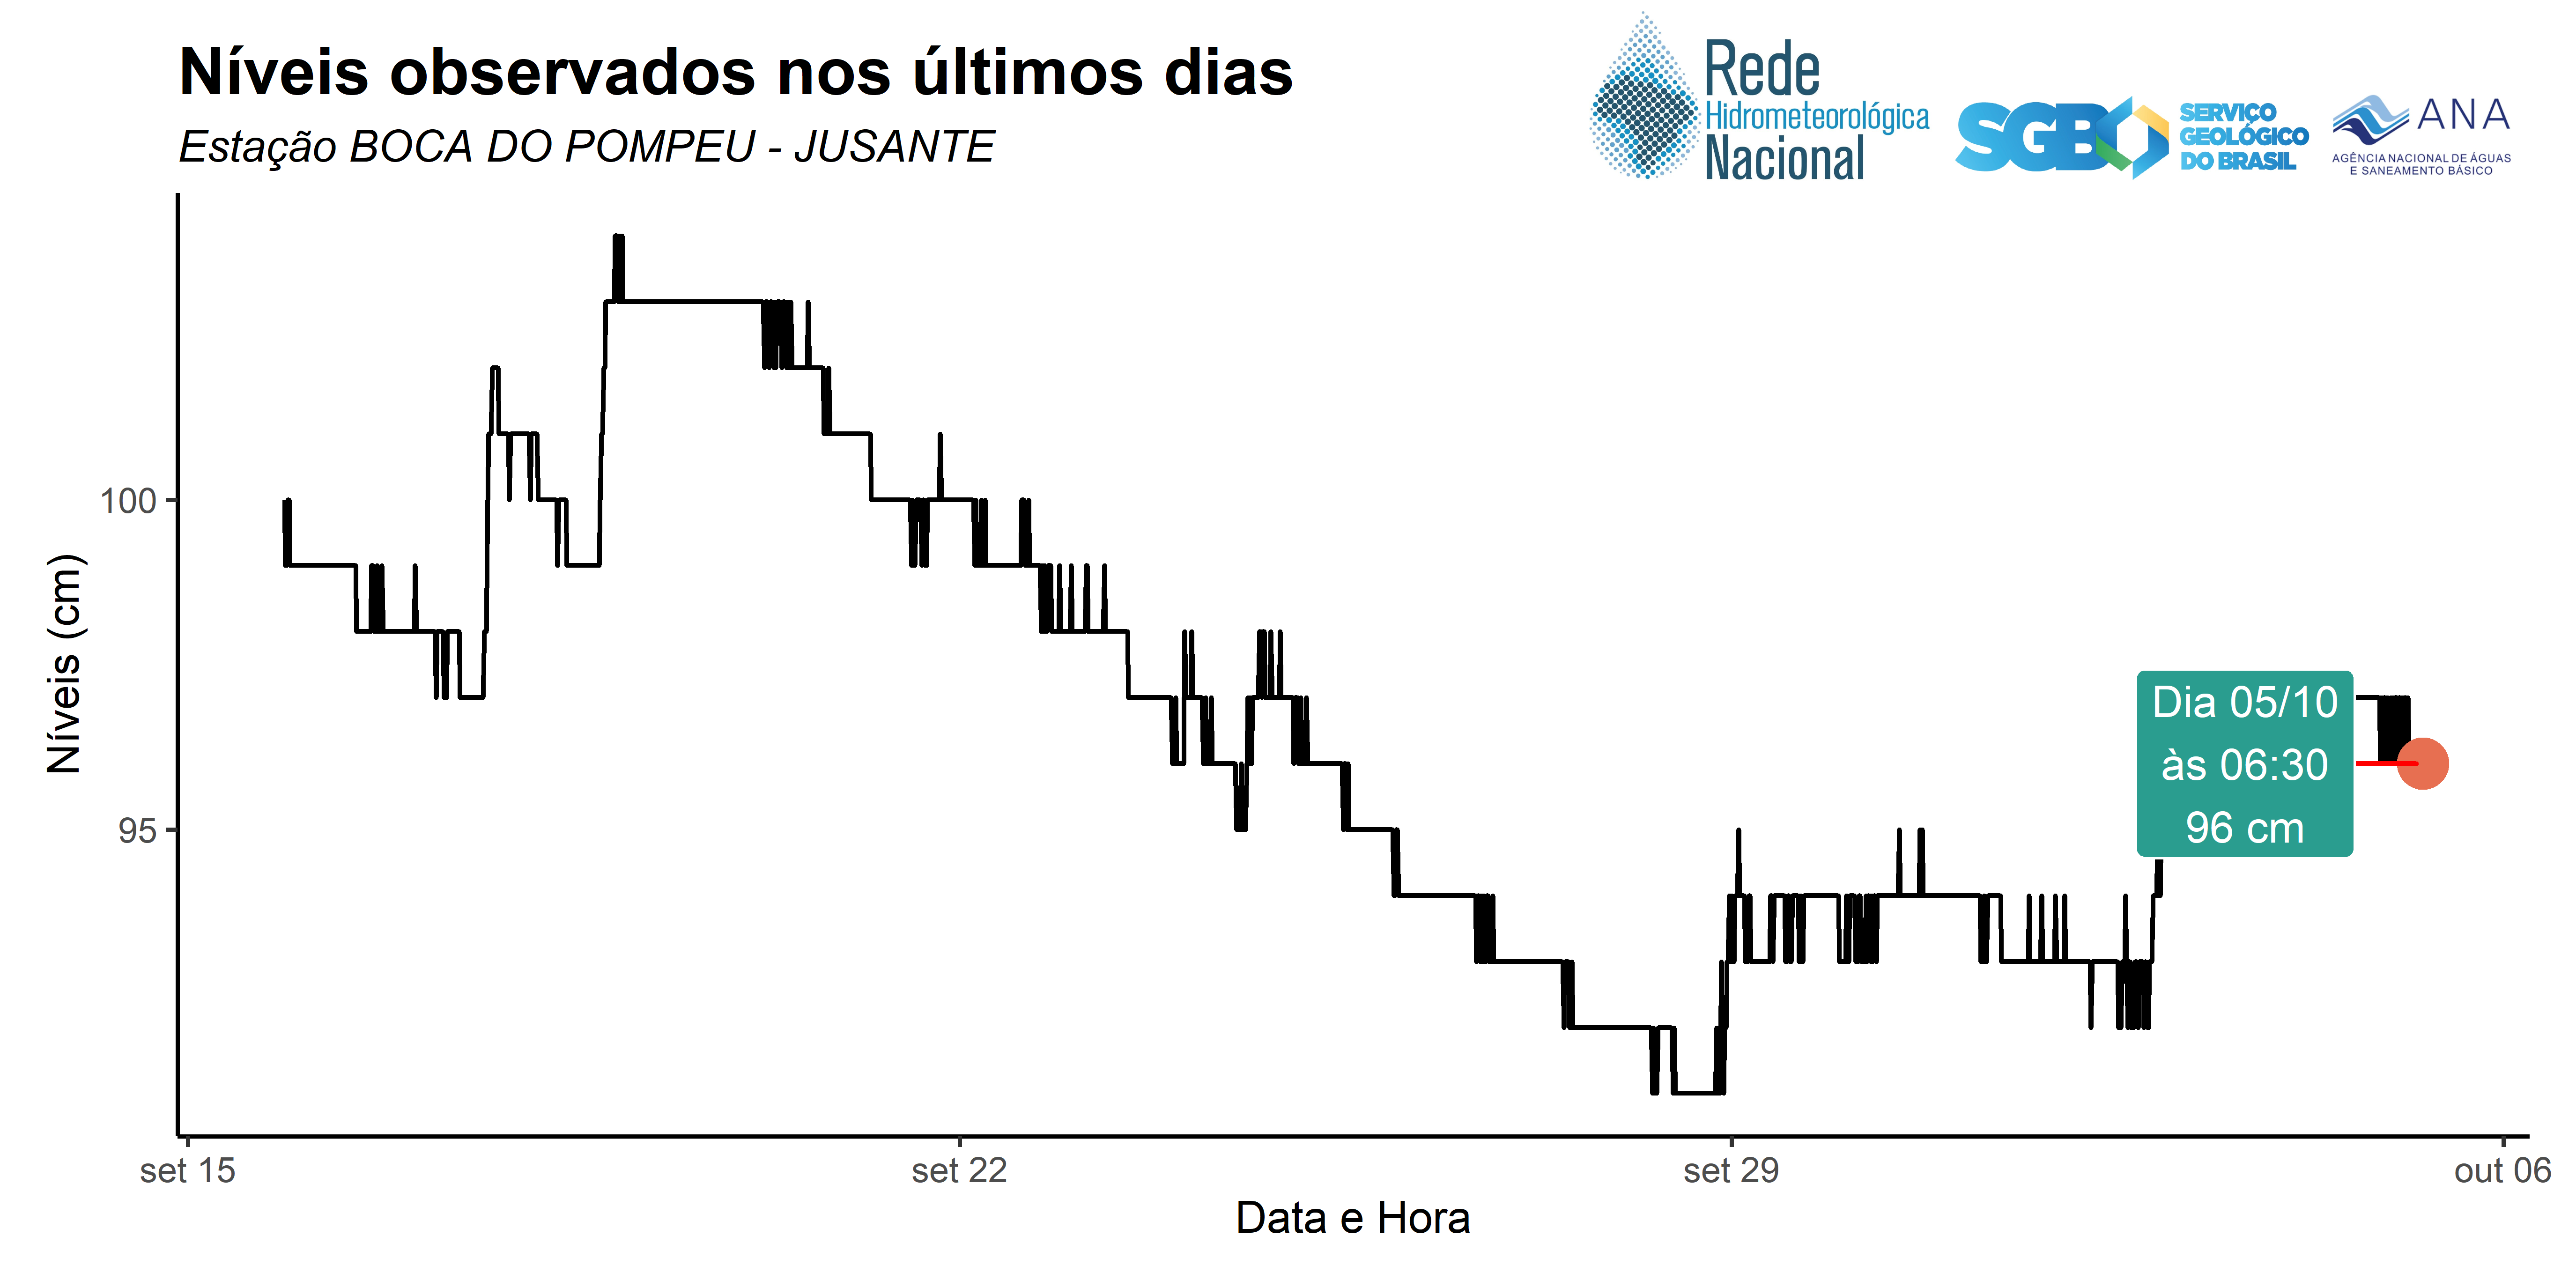 Níveis observados nos últimos dias
Estação BOCA DO POMPEU - JUSANTE
Rede
Hidrometeorológica
Nacional
SGB
SERVIÇO
GEOLÓGICO
DO BRASIL
ANA
AGÊNCIA NACIONAL DE ÁGUAS
E SANEAMENTO BÁSICO
Níveis (cm)
100
95
Dia 05/10
às 06:30
96 cm
set 15
set 22
set 29
out 06
Data e Hora